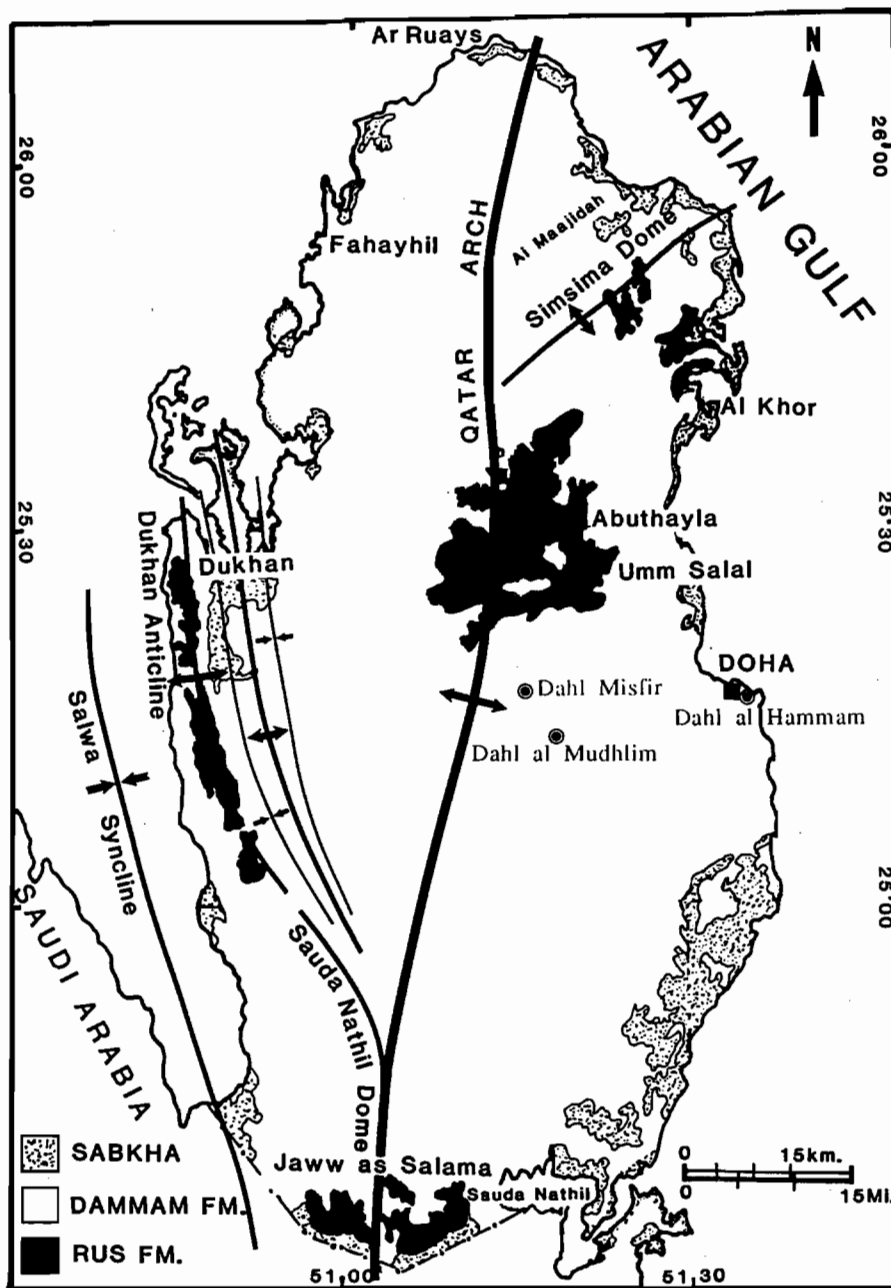 Ar Ruays
N
ARABIAN GULF
26,00
26'00
Al Maajidah
Simsima Dome
Fahayhil
QATAR ARCH
Al Khor
25,30
25'30
Dukhan
Dukhan Anticline
Abuthayla
Umm Salal
DOHA
Dahl Misfir
Dahl al Hammam
Dahl al Mudhlim
Salwa Syncline
25'00
SAUDI ARABIA
Sauda Nathil Dome
Jaww as Salama
Sauda Nathil
SABKHA
DAMMAM FM.
RUS FM.
0 15km.
0 15Mi.
51,00
51,30